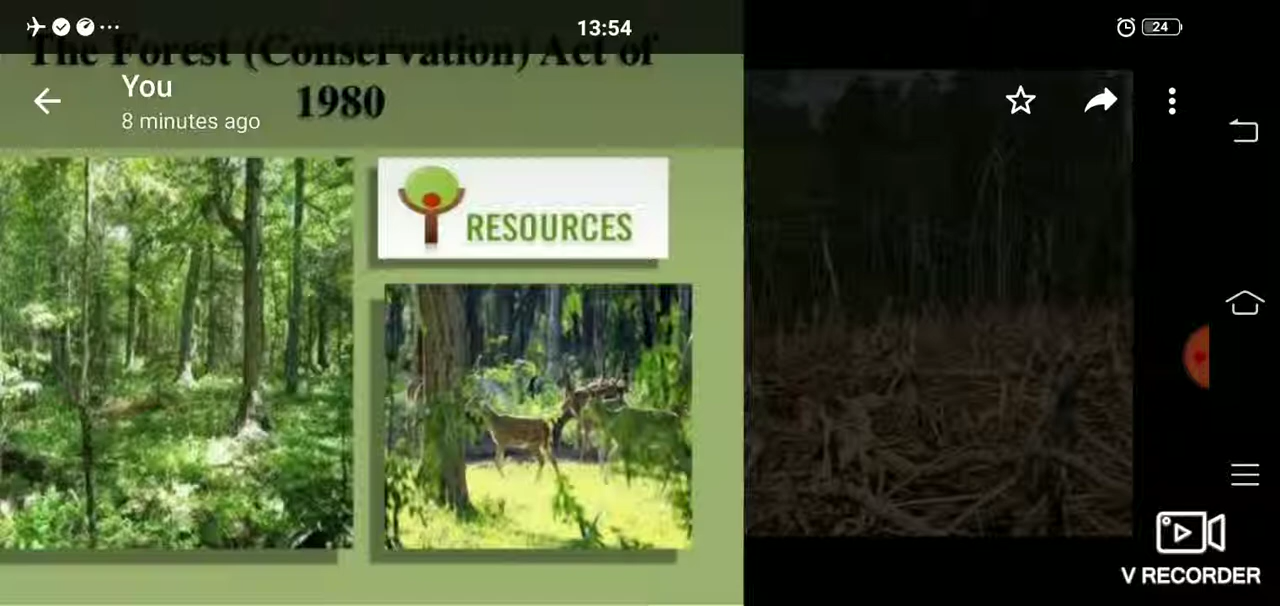 13:54
24
The Forest (Conservation) Act of
1980
You
8 minutes ago
RESOURCES
V RECORDER